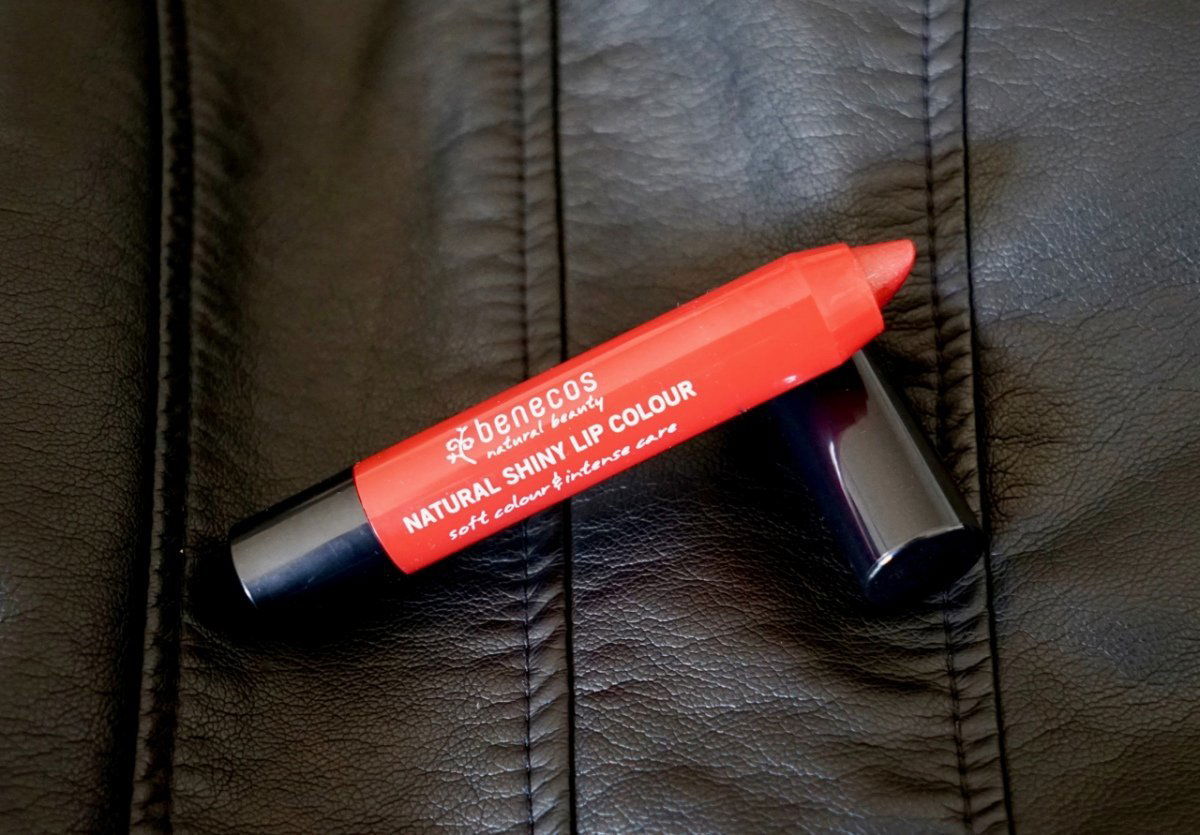 benecos
natural beauty
NATURAL SHINY LIP COLOUR
soft colour & intense care